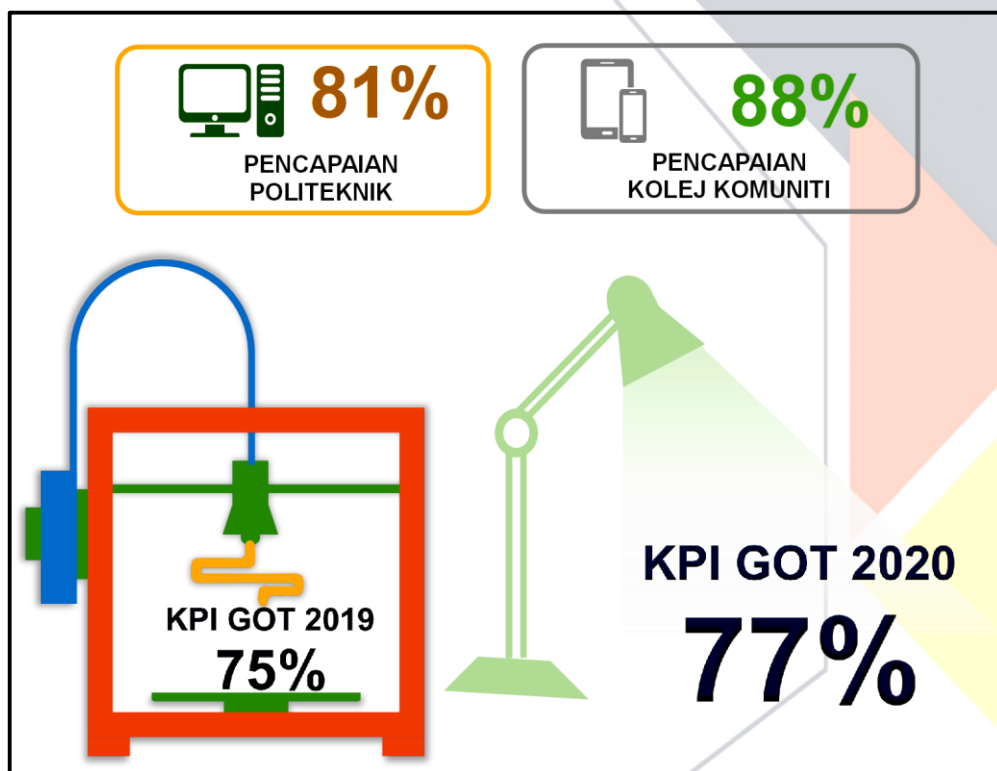 81%
PENCAPAIAN
POLITEKNIK
88%
PENCAPAIAN
KOLEJ KOMUNITI
KPI GOT 2019
75%
KPI GOT 2020
77%